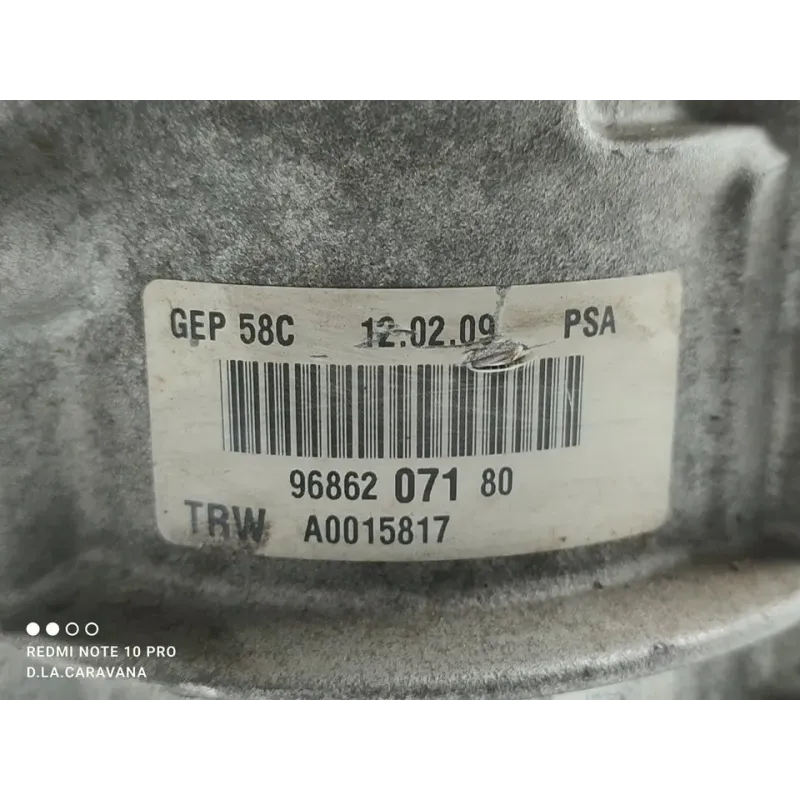 GEP 58C 12.02.09 PSA
96862 071 80
TRW A0015817
REDMI NOTE 10 PRO
D.LA.CARAVANA